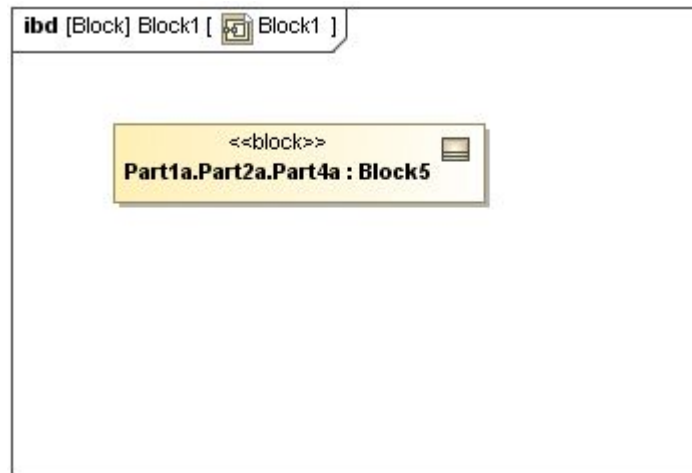 ibd [Block] Block1 [ Block1 ]
<<block>>
Part1a.Part2a.Part4a : Block5